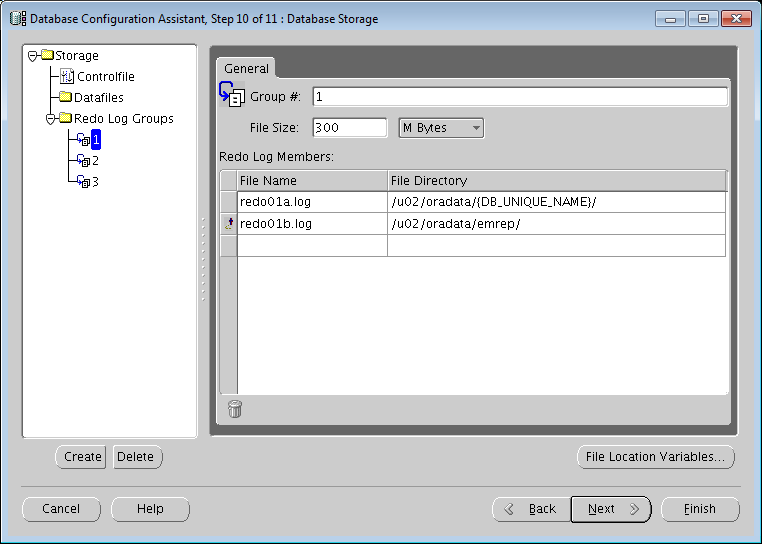 Database Configuration Assistant, Step 10 of 11 : Database Storage
Storage
Controlfile
Datafiles
Redo Log Groups
1
2
3
General
Group #: 1
File Size: 300 M Bytes
Redo Log Members:
File Name File Directory
redo01a.log /u02/oradata/{DB_UNIQUE_NAME}/
redo01b.log /u02/oradata/emrep/
Create Delete File Location Variables...
Cancel Help Back Next Finish